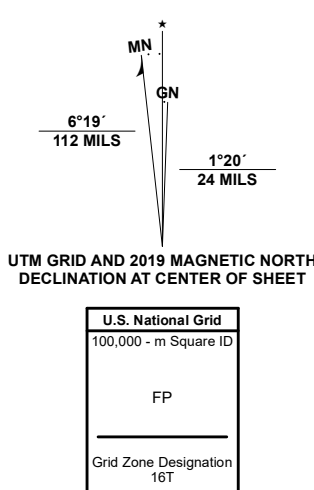 ★
MN
GN
6°19´
112 MILS
1°20´
24 MILS
UTM GRID AND 2019 MAGNETIC NORTH
DECLINATION AT CENTER OF SHEET
U.S. National Grid
100,000 - m Square ID
FP
Grid Zone Designation
16T